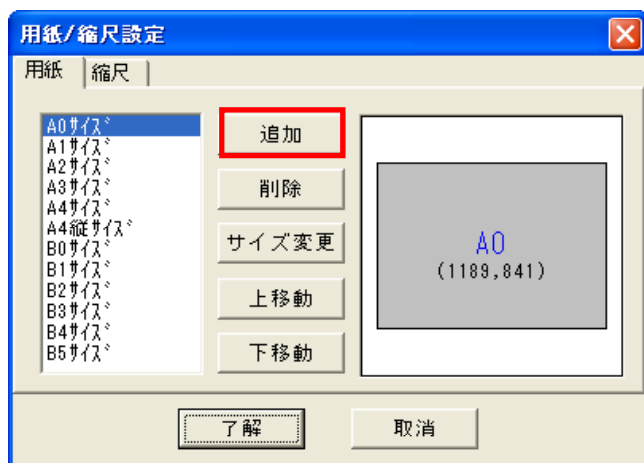 用紙/縮尺設定
用紙 縮尺
A0ｻｲｽﾞ
A1ｻｲｽﾞ
A2ｻｲｽﾞ
A3ｻｲｽﾞ
A4ｻｲｽﾞ
A4縦ｻｲｽﾞ
B0ｻｲｽﾞ
B1ｻｲｽﾞ
B2ｻｲｽﾞ
B3ｻｲｽﾞ
B4ｻｲｽﾞ
B5ｻｲｽﾞ
追加
削除
サイズ変更
上移動
下移動
A0
(1189,841)
了解 取消